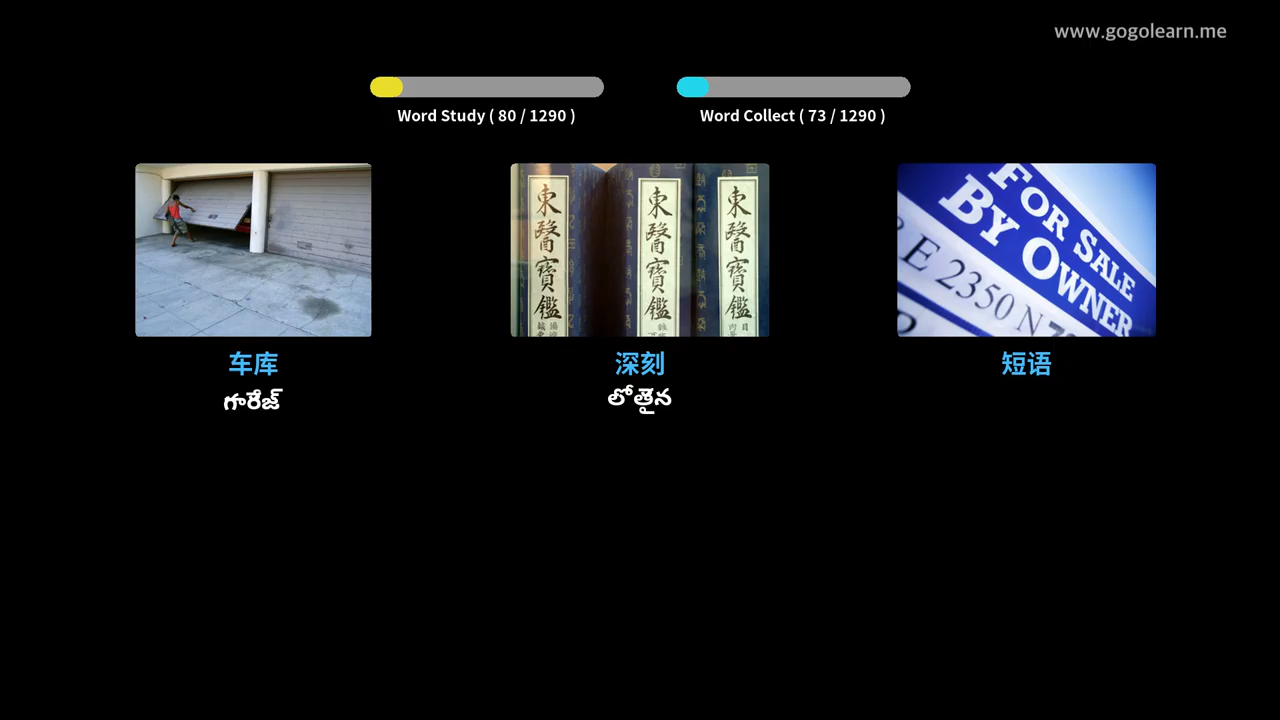 www.gogolearn.me
Word Study ( 80 / 1290 )
Word Collect ( 73 / 1290 )
東醫寶鑑
東醫寶鑑
東醫寶鑑
FOR SALE
BY OWNER
E 2350 N
车库
深刻
短语
గారేజ్
లోతైన